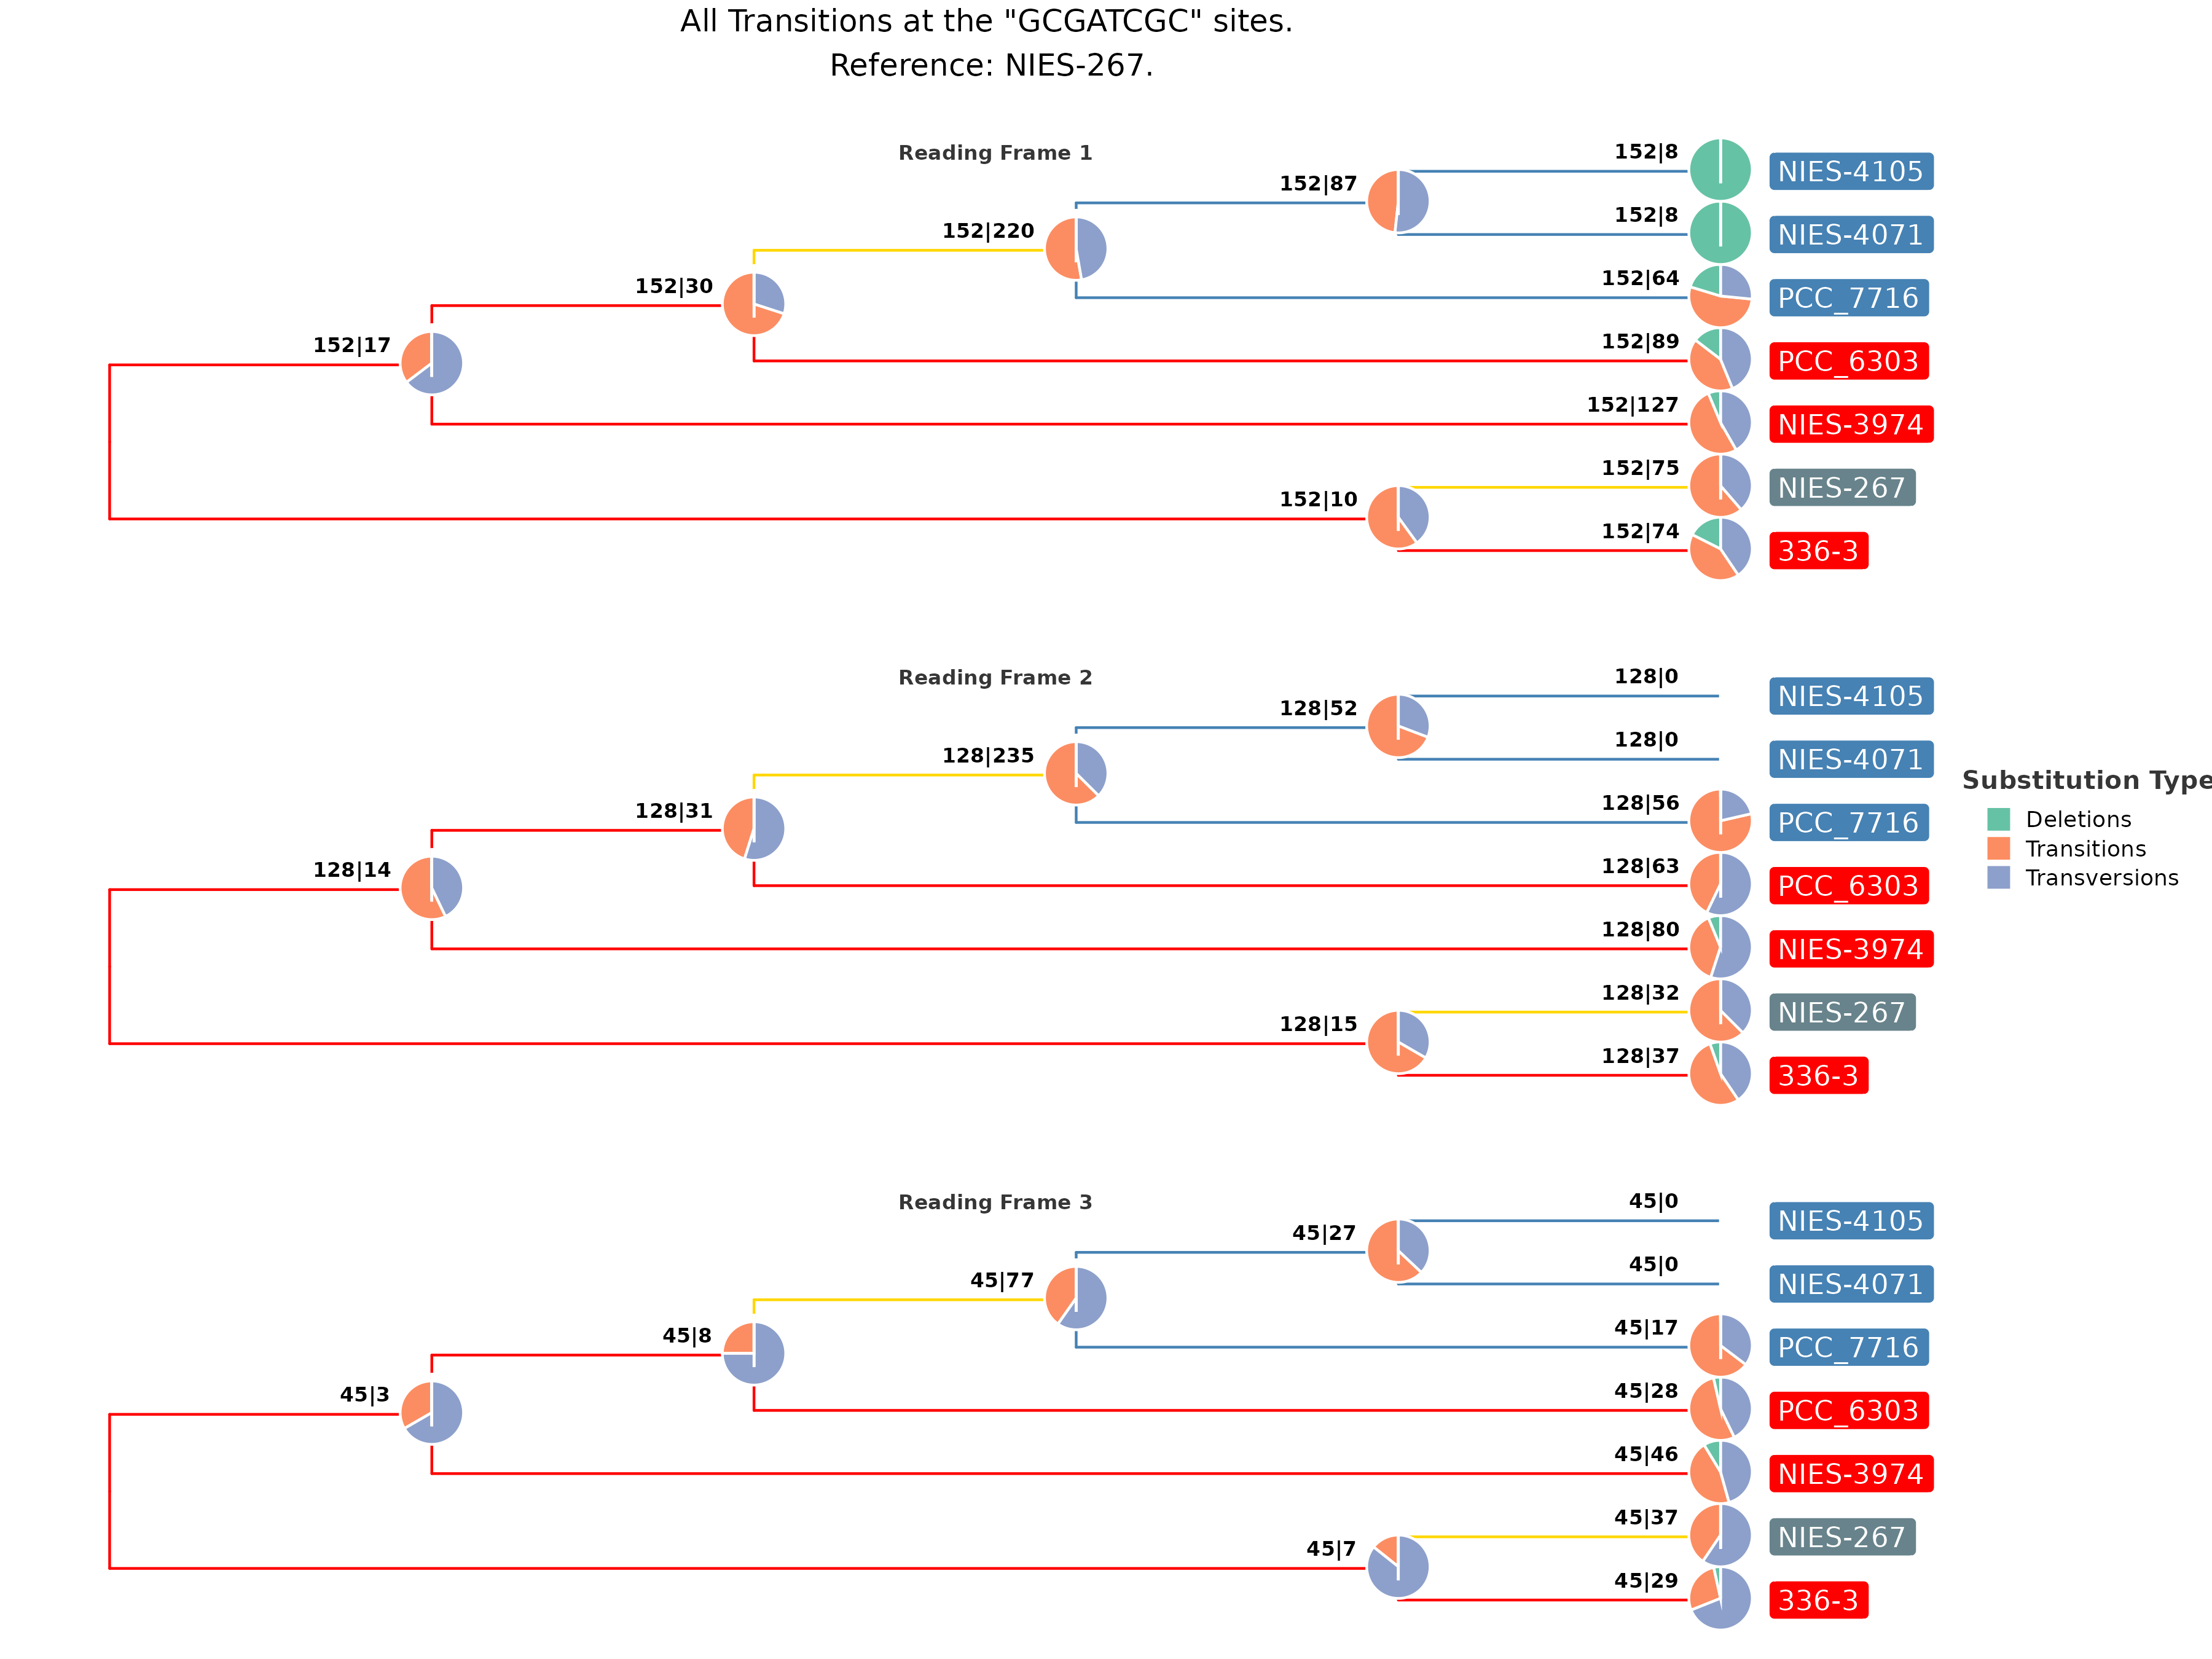 All Transitions at the "GCGATCGC" sites.
Reference: NIES-267.
Reading Frame 1
152|8
NIES-4105
152|87
152|8
NIES-4071
152|220
152|64
PCC_7716
152|30
152|89
PCC_6303
152|17
152|127
NIES-3974
152|75
NIES-267
152|10
152|74
336-3
Reading Frame 2
128|0
NIES-4105
128|52
128|0
NIES-4071
128|235
128|56
PCC_7716
128|31
128|63
PCC_6303
128|14
128|80
NIES-3974
128|32
NIES-267
128|15
128|37
336-3
Substitution Type
Deletions
Transitions
Transversions
Reading Frame 3
45|0
NIES-4105
45|27
45|0
NIES-4071
45|77
45|17
PCC_7716
45|8
45|28
PCC_6303
45|3
45|46
NIES-3974
45|37
NIES-267
45|7
45|29
336-3